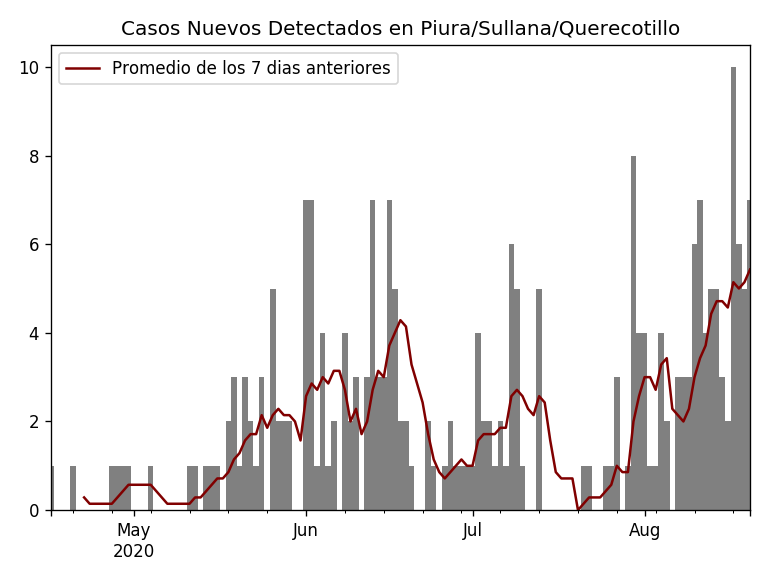 Casos Nuevos Detectados en Piura/Sullana/Querecotillo
Promedio de los 7 dias anteriores
10
8
6
4
2
0
May
2020
Jun
Jul
Aug